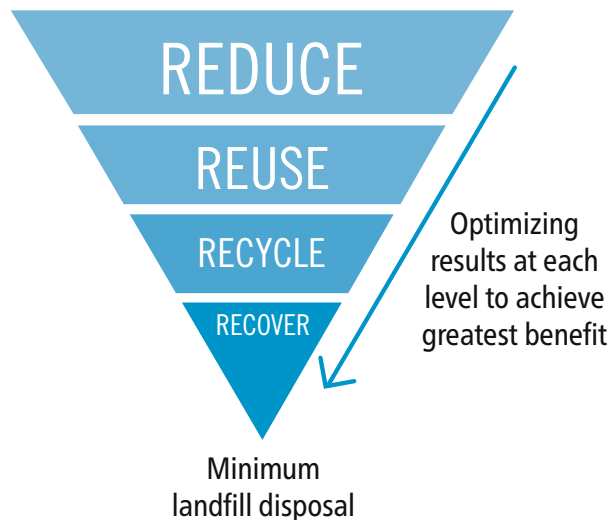 REDUCE
REUSE
RECYCLE
RECOVER
Optimizing
results at each
level to achieve
greatest benefit
Minimum
landfill disposal